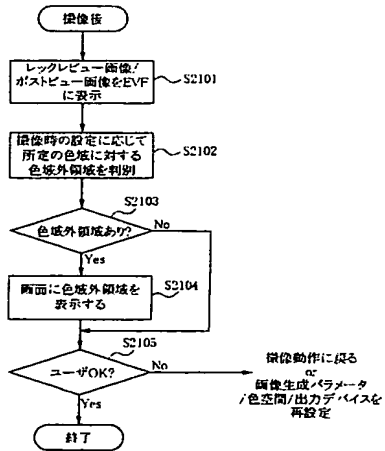 撮像後
レックレビュー画像/
ポストビュー画像をEVF
に表示
S2101
撮像時の設定に応じて
所定の色域に対する
色域外領域を判別
S2102
S2103
色域外領域あり?
No
Yes
画面に色域外領域を
表示する
S2104
S2105
ユーザOK?
No
撮像動作に戻る
or
画像生成パラメータ
/色空間/出力デバイスを
再設定
Yes
終了